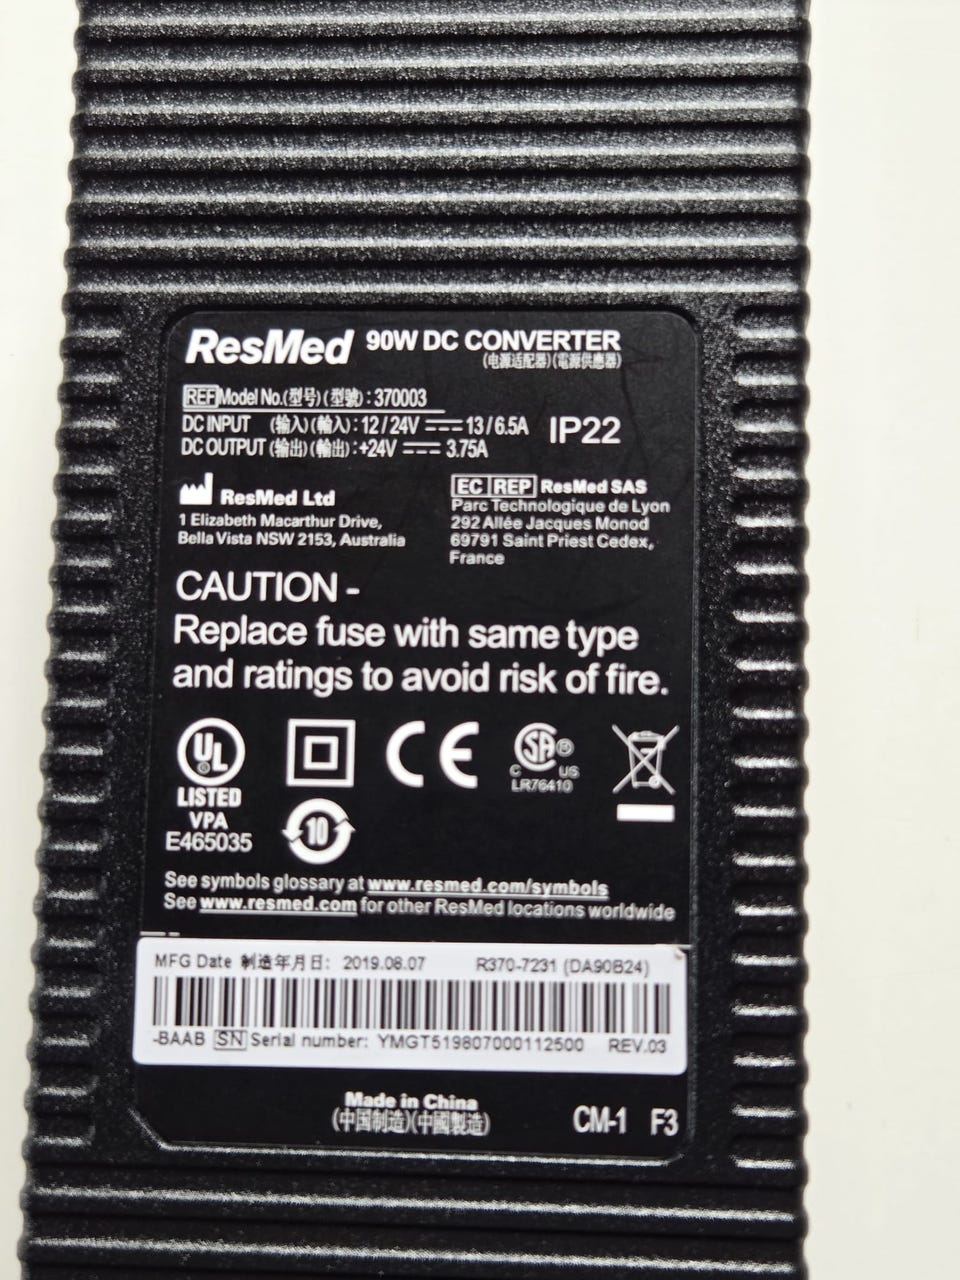 ResMed 90W DC CONVERTER
(电源适配器)(電源供應器)
REF Model No.(型号)(型號):370003
DC INPUT (输入)(輸入):12/24V ⎓ 13/6.5A
DC OUTPUT (输出)(輸出):+24V ⎓ 3.75A
IP22
ResMed Ltd
1 Elizabeth Macarthur Drive,
Bella Vista NSW 2153, Australia
EC REP ResMed SAS
Parc Technologique de Lyon
292 Allée Jacques Monod
69791 Saint Priest Cedex,
France
CAUTION -
Replace fuse with same type
and ratings to avoid risk of fire.
UL
LISTED
VPA
E465035
10
CE
SA ®
C US
LR76410
See symbols glossary at www.resmed.com/symbols
See www.resmed.com for other ResMed locations worldwide
MFG Date 制造年月日: 2019.08.07 R370-7231 (DA90B24)
-BAAB SN Serial number: YMGT519807000112500 REV.03
Made in China
(中国制造)(中國製造)
CM-1 F3